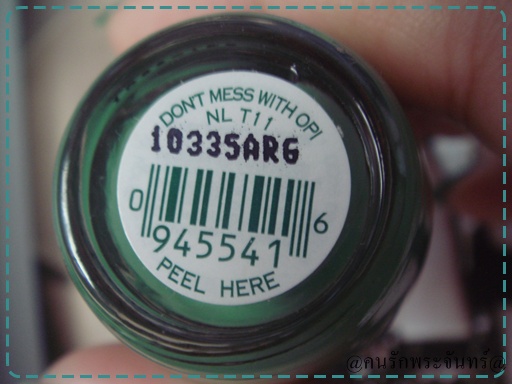 DON'T MESS WITH OPI
NL T11
10335ARG
0 945541 6
PEEL HERE
@คนรักพระจันทร์@